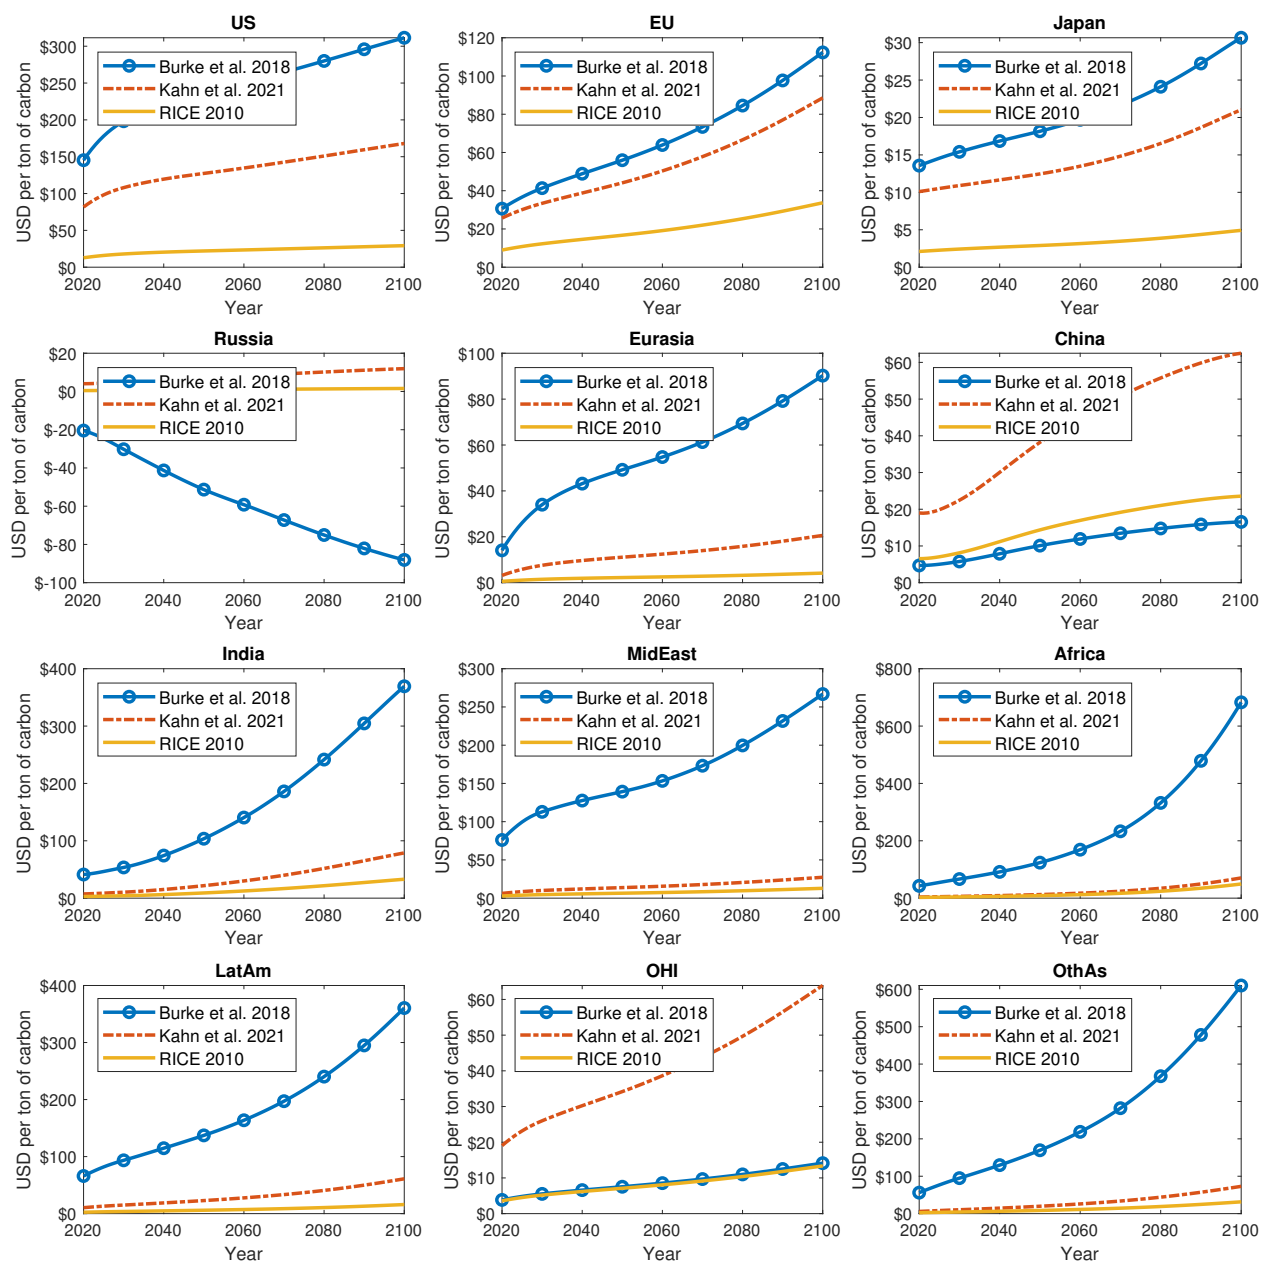 US
USD per ton of carbon
$300
$250
$200
$150
$100
$50
$0
Burke et al. 2018
Kahn et al. 2021
RICE 2010
2020 2040 2060 2080 2100
Year
EU
USD per ton of carbon
$120
$100
$80
$60
$40
$20
$0
Burke et al. 2018
Kahn et al. 2021
RICE 2010
2020 2040 2060 2080 2100
Year
Japan
USD per ton of carbon
$30
$25
$20
$15
$10
$5
$0
Burke et al. 2018
Kahn et al. 2021
RICE 2010
2020 2040 2060 2080 2100
Year
Russia
USD per ton of carbon
$20
$0
$-20
$-40
$-60
$-80
$-100
Burke et al. 2018
Kahn et al. 2021
RICE 2010
2020 2040 2060 2080 2100
Year
Eurasia
USD per ton of carbon
$100
$80
$60
$40
$20
$0
Burke et al. 2018
Kahn et al. 2021
RICE 2010
2020 2040 2060 2080 2100
Year
China
USD per ton of carbon
$60
$50
$40
$30
$20
$10
$0
Burke et al. 2018
Kahn et al. 2021
RICE 2010
2020 2040 2060 2080 2100
Year
India
USD per ton of carbon
$400
$300
$200
$100
$0
Burke et al. 2018
Kahn et al. 2021
RICE 2010
2020 2040 2060 2080 2100
Year
MidEast
USD per ton of carbon
$300
$250
$200
$150
$100
$50
$0
Burke et al. 2018
Kahn et al. 2021
RICE 2010
2020 2040 2060 2080 2100
Year
Africa
USD per ton of carbon
$800
$600
$400
$200
$0
Burke et al. 2018
Kahn et al. 2021
RICE 2010
2020 2040 2060 2080 2100
Year
LatAm
USD per ton of carbon
$400
$300
$200
$100
$0
Burke et al. 2018
Kahn et al. 2021
RICE 2010
2020 2040 2060 2080 2100
Year
OHI
USD per ton of carbon
$60
$50
$40
$30
$20
$10
$0
Burke et al. 2018
Kahn et al. 2021
RICE 2010
2020 2040 2060 2080 2100
Year
OthAs
USD per ton of carbon
$600
$500
$400
$300
$200
$100
$0
Burke et al. 2018
Kahn et al. 2021
RICE 2010
2020 2040 2060 2080 2100
Year